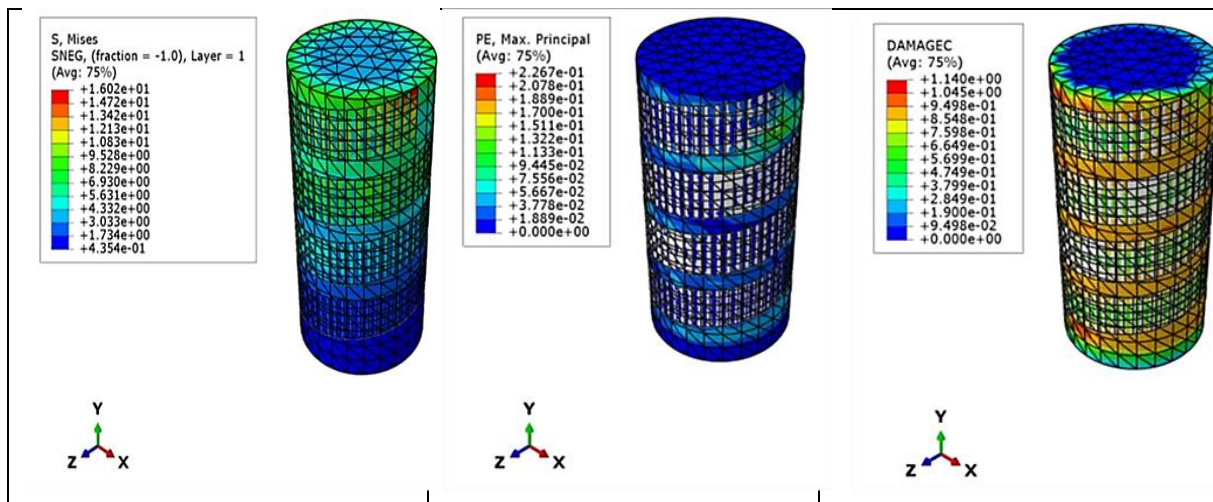 S, Mises
SNEG, (fraction = -1.0), Layer = 1
(Avg: 75%)
+1.602e+01
+1.472e+01
+1.342e+01
+1.213e+01
+1.083e+01
+9.528e+00
+8.229e+00
+6.930e+00
+5.631e+00
+4.332e+00
+3.033e+00
+1.734e+00
+4.354e-01
Y
Z
X
PE, Max. Principal
(Avg: 75%)
+2.267e-01
+2.078e-01
+1.889e-01
+1.700e-01
+1.511e-01
+1.322e-01
+1.133e-01
+9.445e-02
+7.556e-02
+5.667e-02
+3.778e-02
+1.889e-02
+0.000e+00
Y
Z
X
DAMAGEC
(Avg: 75%)
+1.140e+00
+1.045e+00
+9.498e-01
+8.548e-01
+7.598e-01
+6.649e-01
+5.699e-01
+4.749e-01
+3.799e-01
+2.849e-01
+1.900e-01
+9.498e-02
+0.000e+00
Y
Z
X